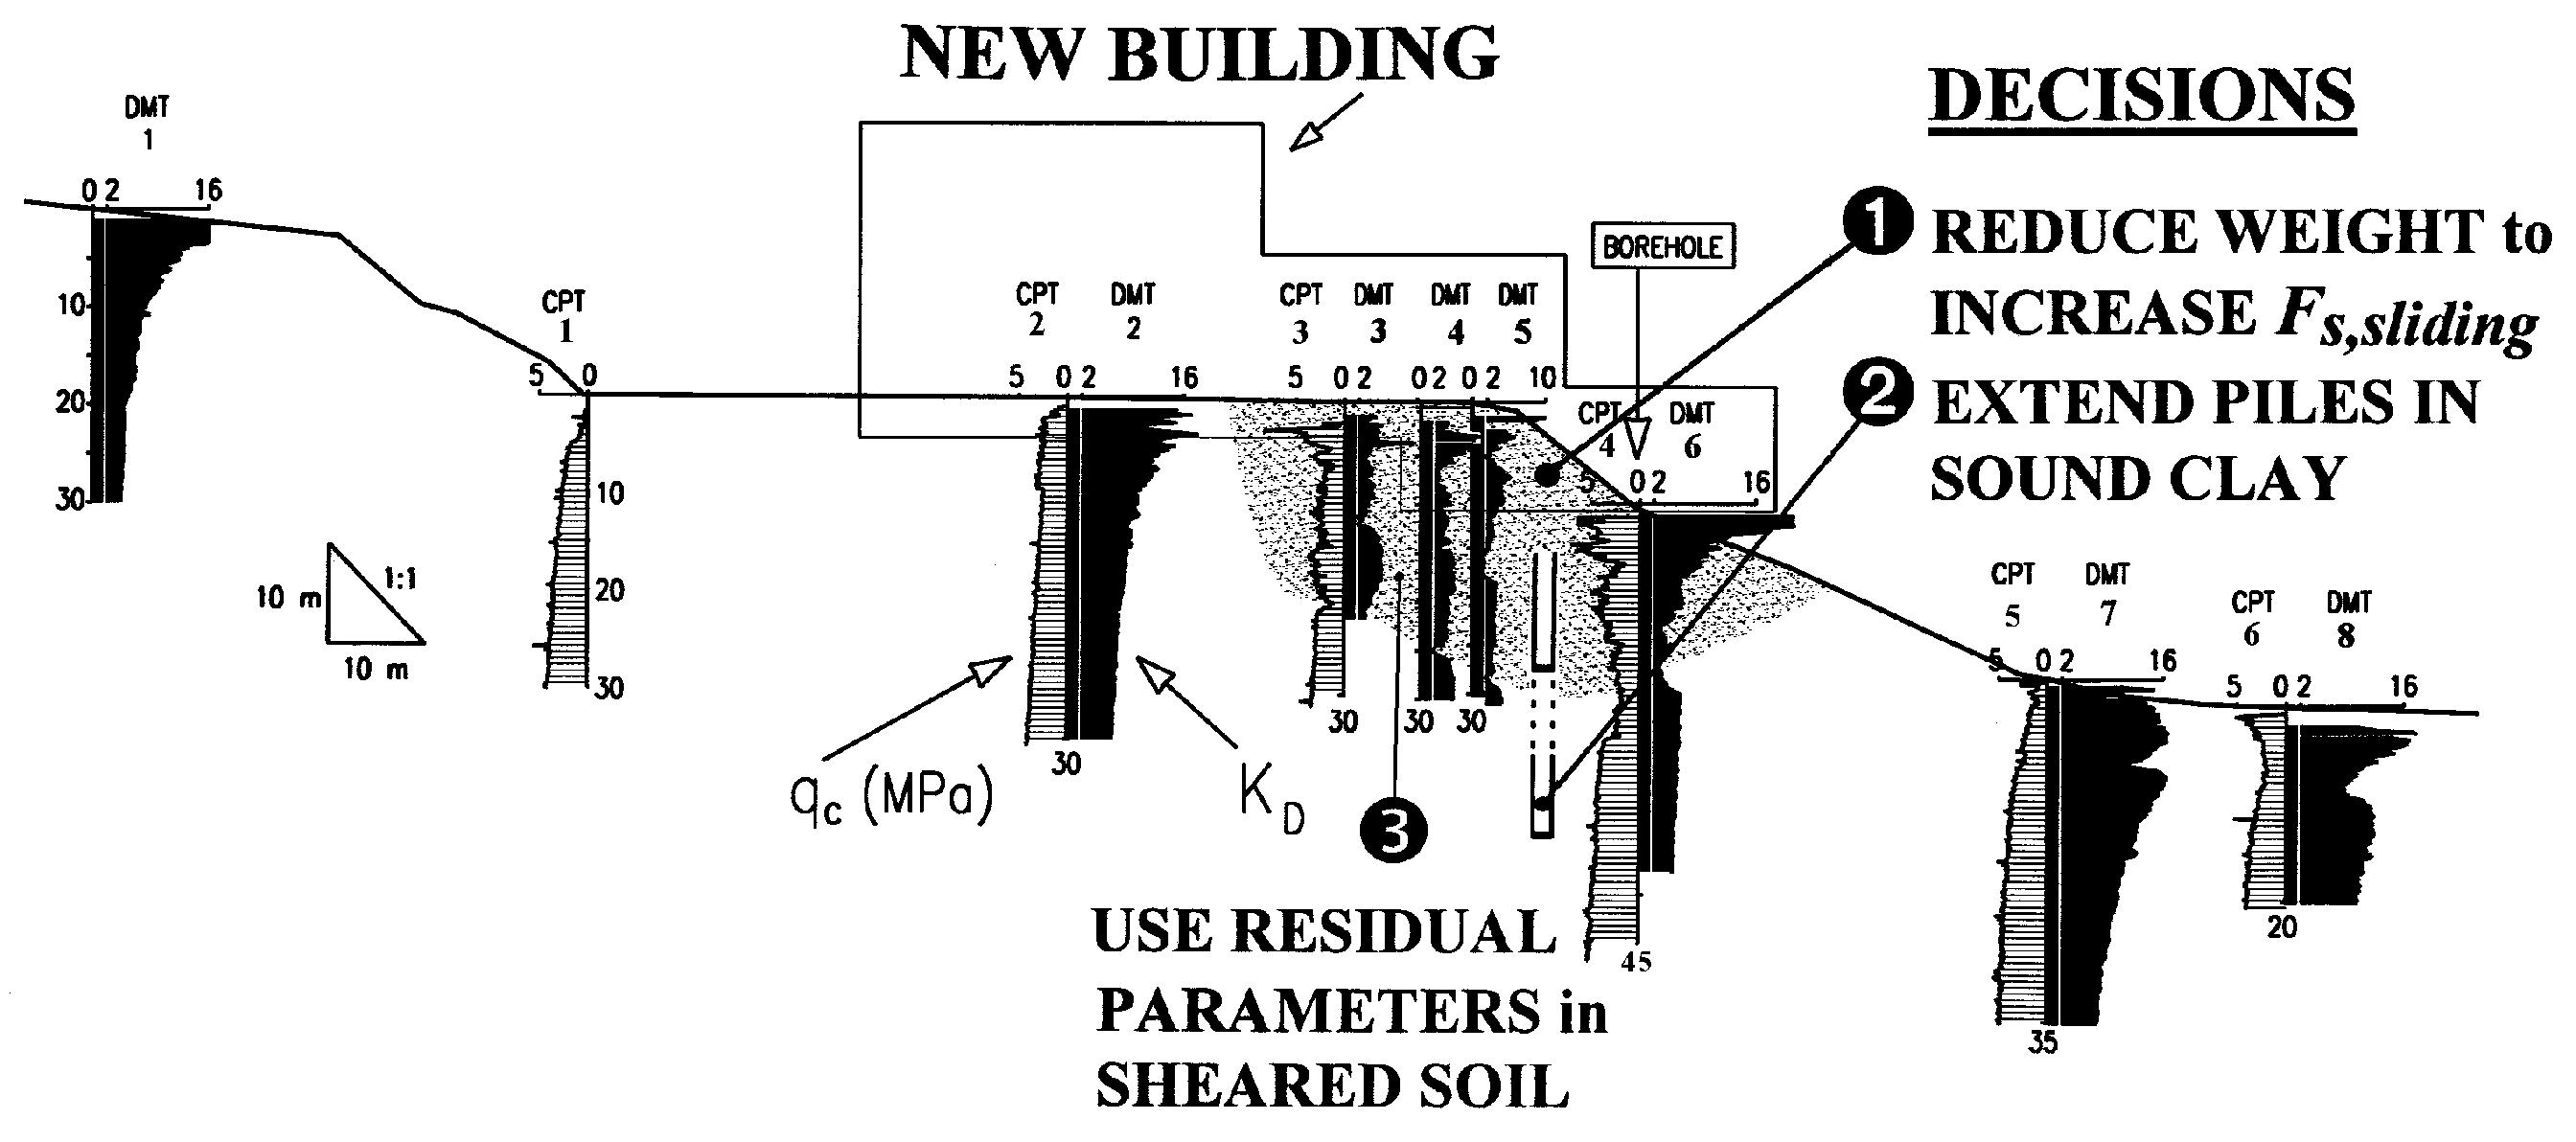 NEW BUILDING
DECISIONS
❶ REDUCE WEIGHT to
INCREASE Fs,sliding
❷ EXTEND PILES IN
SOUND CLAY
DMT
1
0 2 16
10
20
30
CPT
1
5 0
10
20
30
10 m
1:1
10 m
CPT DMT
2 2
5 0 2 16
30
qc (MPa)
KD
CPT DMT DMT DMT
3 3 4 5
5 0 2 0 2 0 2 10
30 30 30
BOREHOLE
CPT DMT
4 6
5 0 2 16
45
❸
USE RESIDUAL
PARAMETERS in
SHEARED SOIL
CPT DMT
5 7
5 0 2 16
35
CPT DMT
6 8
5 0 2 16
20